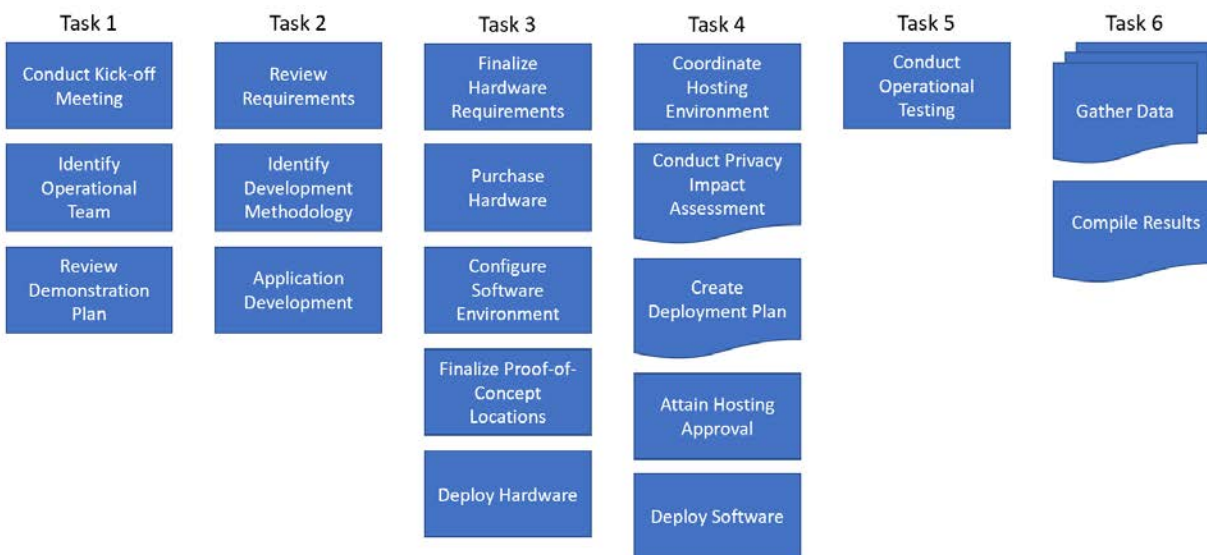 Task 1
Conduct Kick-off
Meeting
Identify
Operational
Team
Review
Demonstration
Plan
Task 2
Review
Requirements
Identify
Development
Methodology
Application
Development
Task 3
Finalize
Hardware
Requirements
Purchase
Hardware
Configure
Software
Environment
Finalize Proof-of-
Concept
Locations
Deploy Hardware
Task 4
Coordinate
Hosting
Environment
Conduct Privacy
Impact
Assessment
Create
Deployment Plan
Attain Hosting
Approval
Deploy Software
Task 5
Conduct
Operational
Testing
Task 6
Gather Data
Compile Results